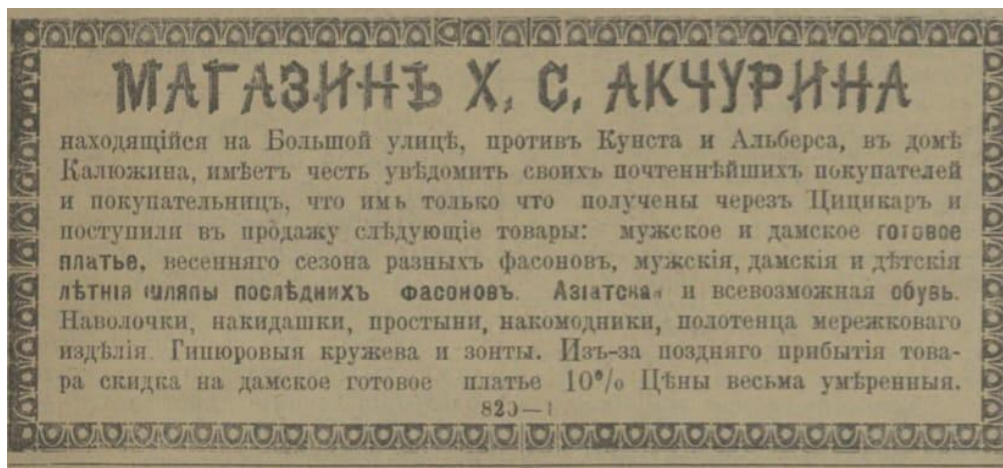 МАГАЗИНЪ Х. С. АКЧУРИНА
находящійся на Большой улицѣ, противъ Кунста и Альберса, въ домѣ
Калюжина, имѣетъ честь увѣдомить своихъ почтеннѣйшихъ покупателей
и покупательницъ, что имъ только что получены черезъ Цицикаръ и
поступили въ продажу слѣдующіе товары: мужское и дамское готовое
платье, весенняго сезона разныхъ фасоновъ, мужскія, дамскія и дѣтскія
лѣтнія шляпы послѣднихъ фасоновъ. Азіатская и всевозможная обувь.
Наволочки, накидашки, простыни, накомодники, полотенца мережковаго
издѣлія. Гипюровыя кружева и зонты. Изъ-за поздняго прибытія това-
ра скидка на дамское готовое платье 10% Цѣны весьма умѣренныя.
820—1